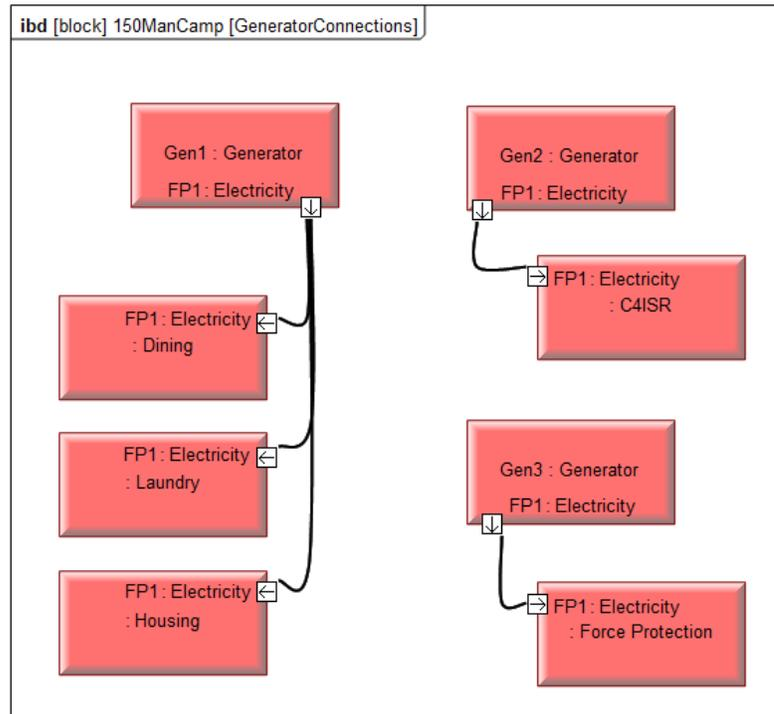 ibd [block] 150ManCamp [GeneratorConnections]
Gen1 : Generator
FP1: Electricity
FP1: Electricity
: Dining
FP1: Electricity
: Laundry
FP1: Electricity
: Housing
Gen2 : Generator
FP1: Electricity
FP1: Electricity
: C4ISR
Gen3 : Generator
FP1: Electricity
FP1: Electricity
: Force Protection